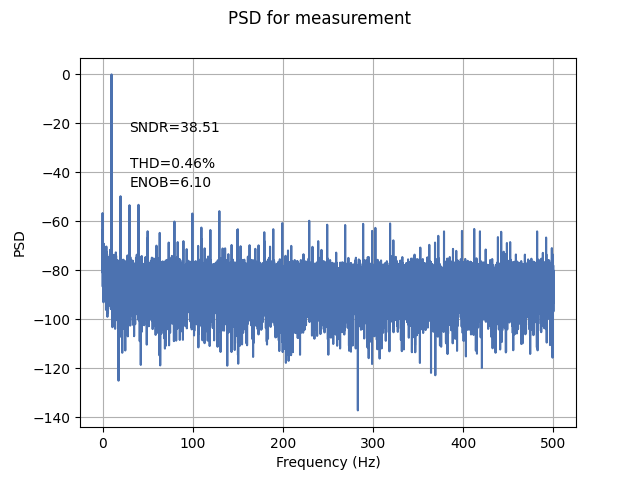 PSD for measurement
0
−20
−40
−60
−80
−100
−120
−140
PSD
SNDR=38.51
THD=0.46%
ENOB=6.10
0 100 200 300 400 500
Frequency (Hz)